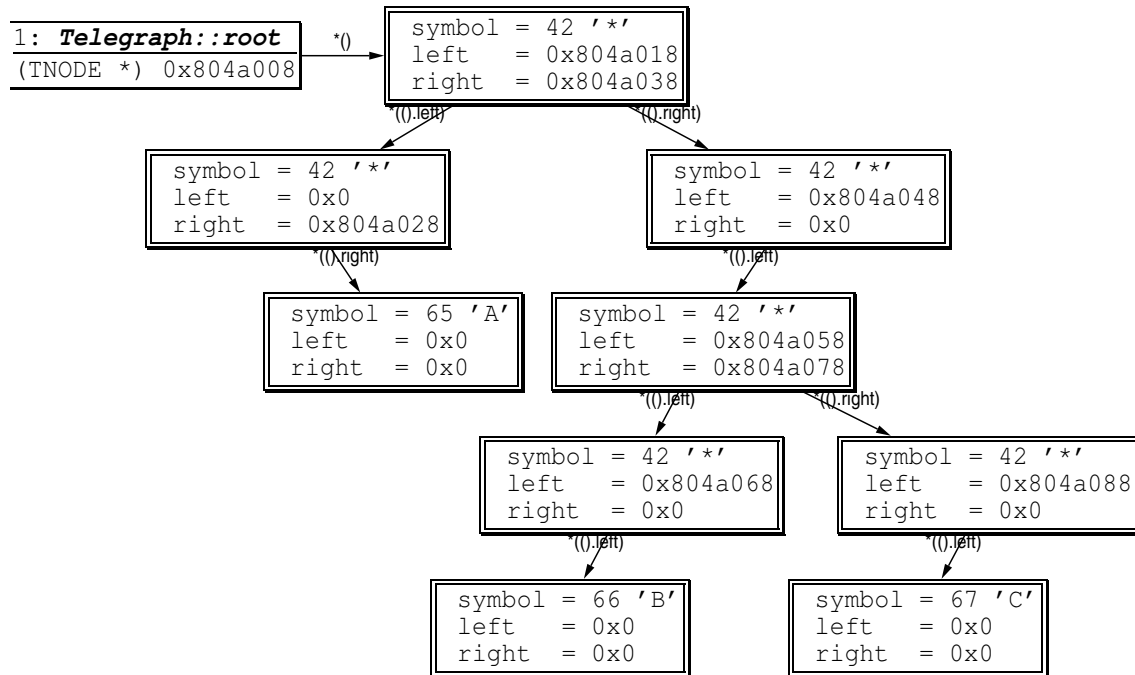 1: Telegraph::root
(TNODE *) 0x804a008
*()
symbol = 42 '*'
left = 0x804a018
right = 0x804a038
*(().left)
*(().right)
symbol = 42 '*'
left = 0x0
right = 0x804a028
symbol = 42 '*'
left = 0x804a048
right = 0x0
*(().right)
*(().left)
symbol = 65 'A'
left = 0x0
right = 0x0
symbol = 42 '*'
left = 0x804a058
right = 0x804a078
*(().left)
*(().right)
symbol = 42 '*'
left = 0x804a068
right = 0x0
symbol = 42 '*'
left = 0x804a088
right = 0x0
*(().left)
*(().left)
symbol = 66 'B'
left = 0x0
right = 0x0
symbol = 67 'C'
left = 0x0
right = 0x0